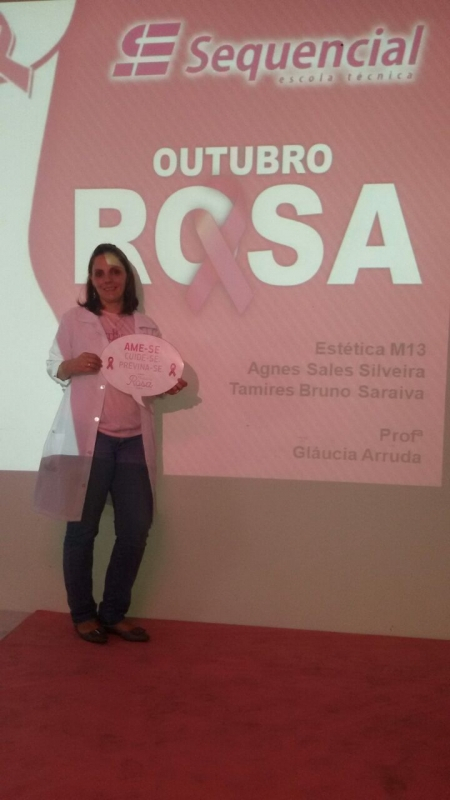 Sequencial
escola técnica
OUTUBRO
ROSA
Estética M13
Agnes Sales Silveira
Tamires Bruno Saraiva
Profª
Gláucia Arruda
AME-SE
CUIDE-SE
PREVINA-SE
Rosa